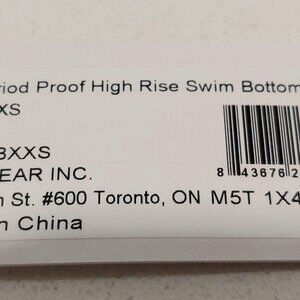 riod Proof High Rise Swim Bottom
XS
3XXS
EAR INC.
St. #600 Toronto, ON M5T 1X4
n China
8 43676 2